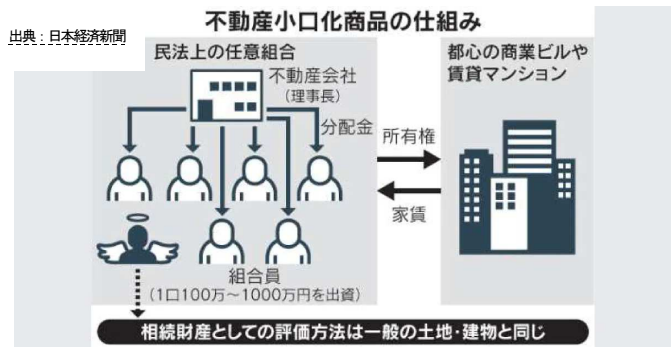 不動産小口化商品の仕組み
出典：日本経済新聞
民法上の任意組合
不動産会社
（理事長）
分配金
組合員
（1口100万～1000万円を出資）
所有権
家賃
都心の商業ビルや
賃貸マンション
相続財産としての評価方法は一般の土地・建物と同じ